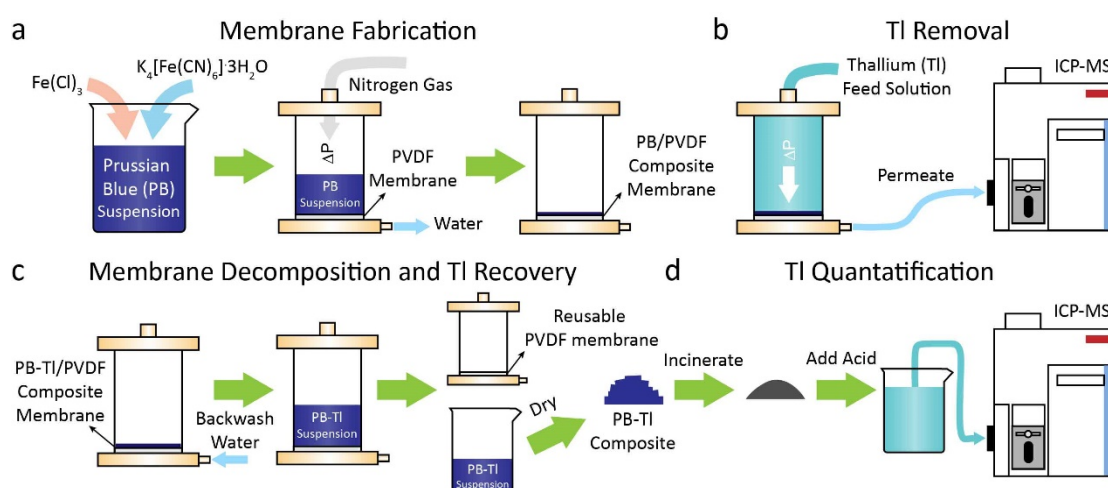 a
Membrane Fabrication
Fe(Cl)₃
K₄[Fe(CN)₆]·3H₂O
Prussian
Blue (PB)
Suspension
Nitrogen Gas
ΔP
PB
Suspension
PVDF
Membrane
Water
PB/PVDF
Composite
Membrane
b
Tl Removal
Thallium (Tl)
Feed Solution
ΔP
Permeate
ICP-MS
c
Membrane Decomposition and Tl Recovery
PB-Tl/PVDF
Composite
Membrane
Backwash
Water
PB-Tl
Suspension
Reusable
PVDF membrane
PB-Tl
Suspension
Dry
PB-Tl
Composite
d
Tl Quantatification
Incinerate
Add Acid
ICP-MS